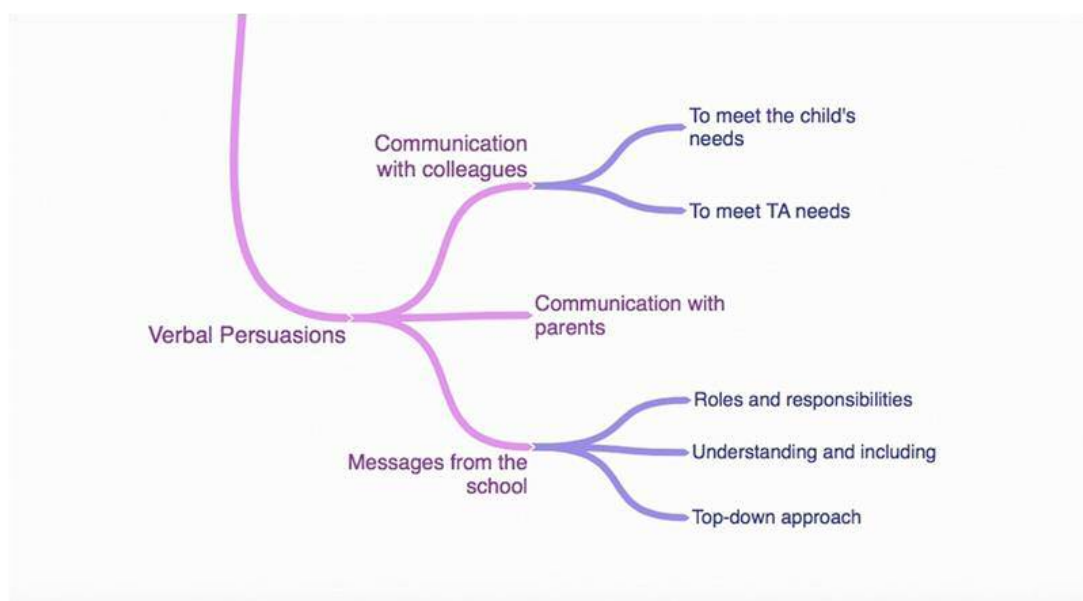 Verbal Persuasions
Communication
with colleagues
To meet the child's
needs
To meet TA needs
Communication with
parents
Messages from the
school
Roles and responsibilities
Understanding and including
Top-down approach